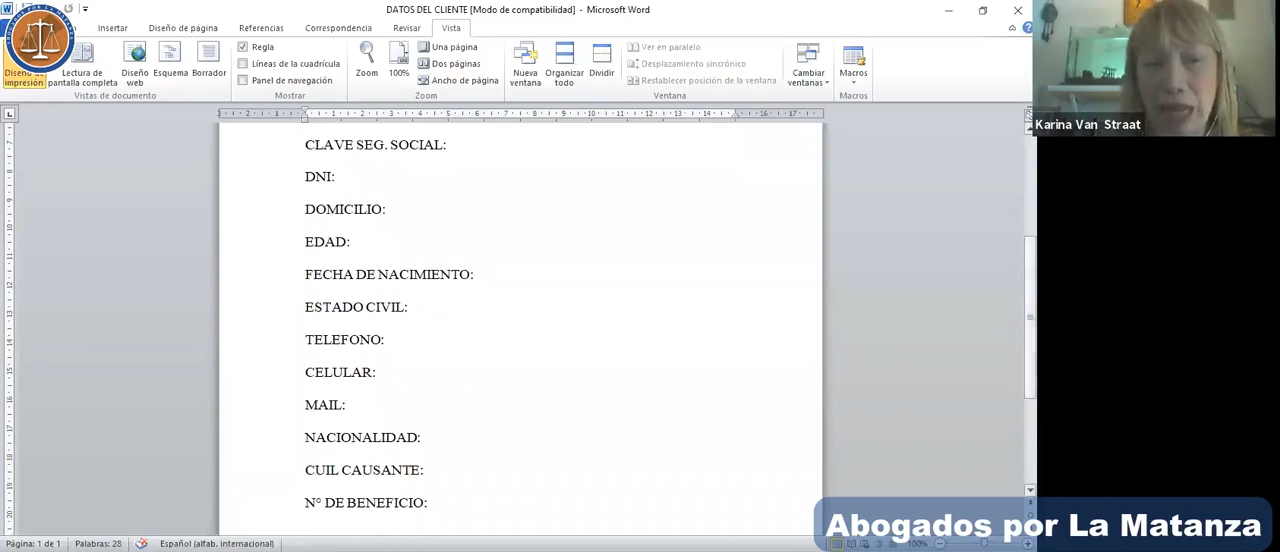 DATOS DEL CLIENTE [Modo de compatibilidad] - Microsoft Word
Insertar Diseño de página Referencias Correspondencia Revisar Vista
Diseño de impresión
Lectura de pantalla completa
Diseño web
Esquema
Borrador
Vistas de documento
Regla
Líneas de la cuadrícula
Panel de navegación
Mostrar
Zoom
100%
Una página
Dos páginas
Ancho de página
Zoom
Nueva ventana
Organizar todo
Dividir
Ver en paralelo
Desplazamiento sincrónico
Restablecer posición de la ventana
Cambiar ventanas
Ventana
Macros
Macros
Karina Van Straat
CLAVE SEG. SOCIAL:
DNI:
DOMICILIO:
EDAD:
FECHA DE NACIMIENTO:
ESTADO CIVIL:
TELEFONO:
CELULAR:
MAIL:
NACIONALIDAD:
CUIL CAUSANTE:
N° DE BENEFICIO:
Abogados por La Matanza
Página: 1 de 1 Palabras: 28 Español (alfab. internacional) 100%